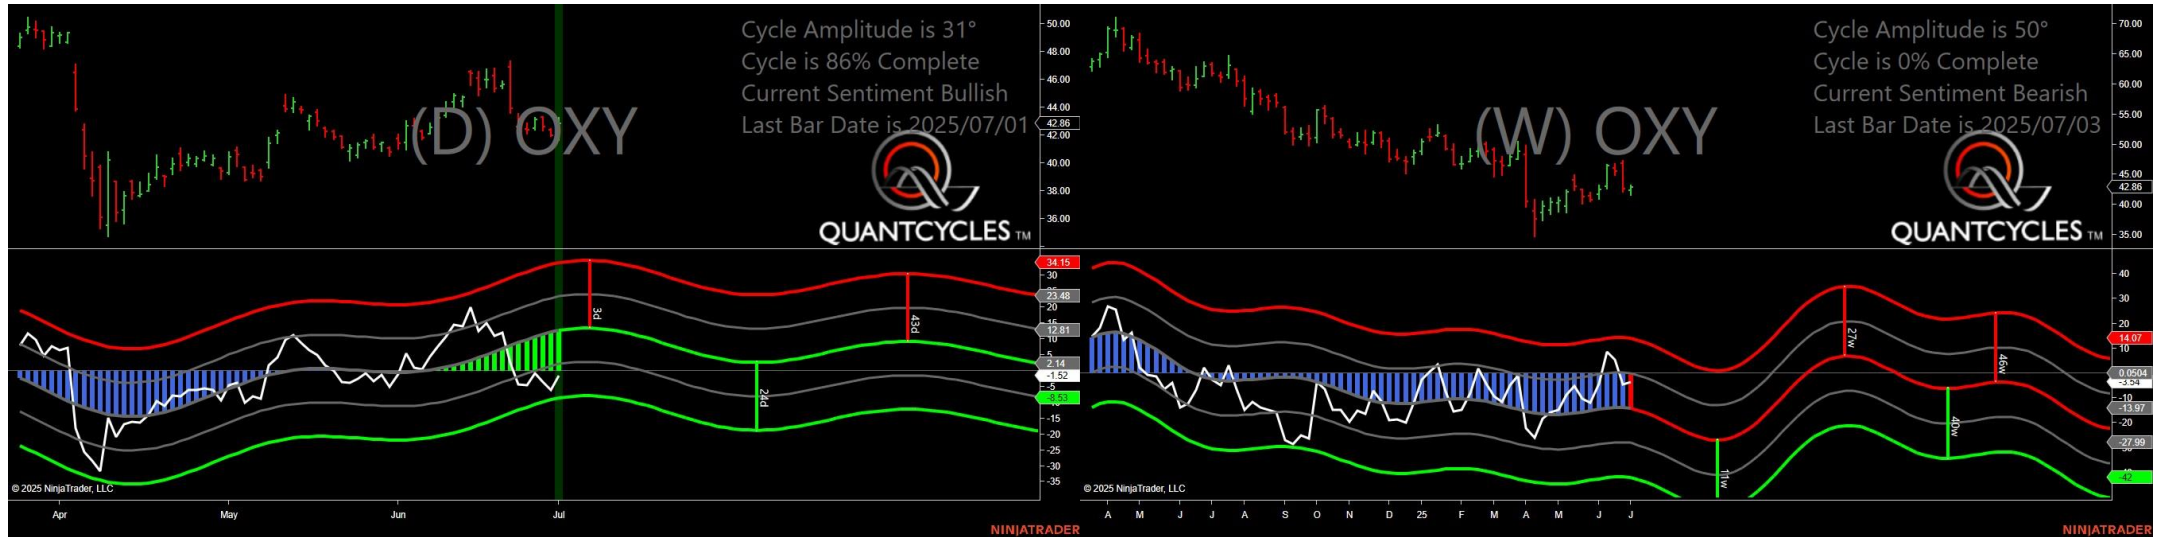 Cycle Amplitude is 31°
Cycle is 86% Complete
Current Sentiment Bullish
Last Bar Date is 2025/07/01
(D) OXY
QUANTCYCLES TM
50.00
48.00
46.00
44.00
42.86
42.00
40.00
38.00
36.00
34.15
30
23.48
20
15
12.81
5
2.14
-1.52
-5
-8.53
-15
-20
-25
-30
-35
3d
24d
43d
© 2025 NinjaTrader, LLC
Apr May Jun Jul
NINJATRADER
Cycle Amplitude is 50°
Cycle is 0% Complete
Current Sentiment Bearish
Last Bar Date is 2025/07/03
(W) OXY
QUANTCYCLES TM
70.00
65.00
60.00
55.00
50.00
45.00
42.86
40.00
35.00
40
30
20
14.07
10
0.0504
-3.54
-10
-13.97
-20
-27.99
-42
11w
27w
40w
46w
© 2025 NinjaTrader, LLC
A M J J A S O N D 25 F M A M J J
NINJATRADER